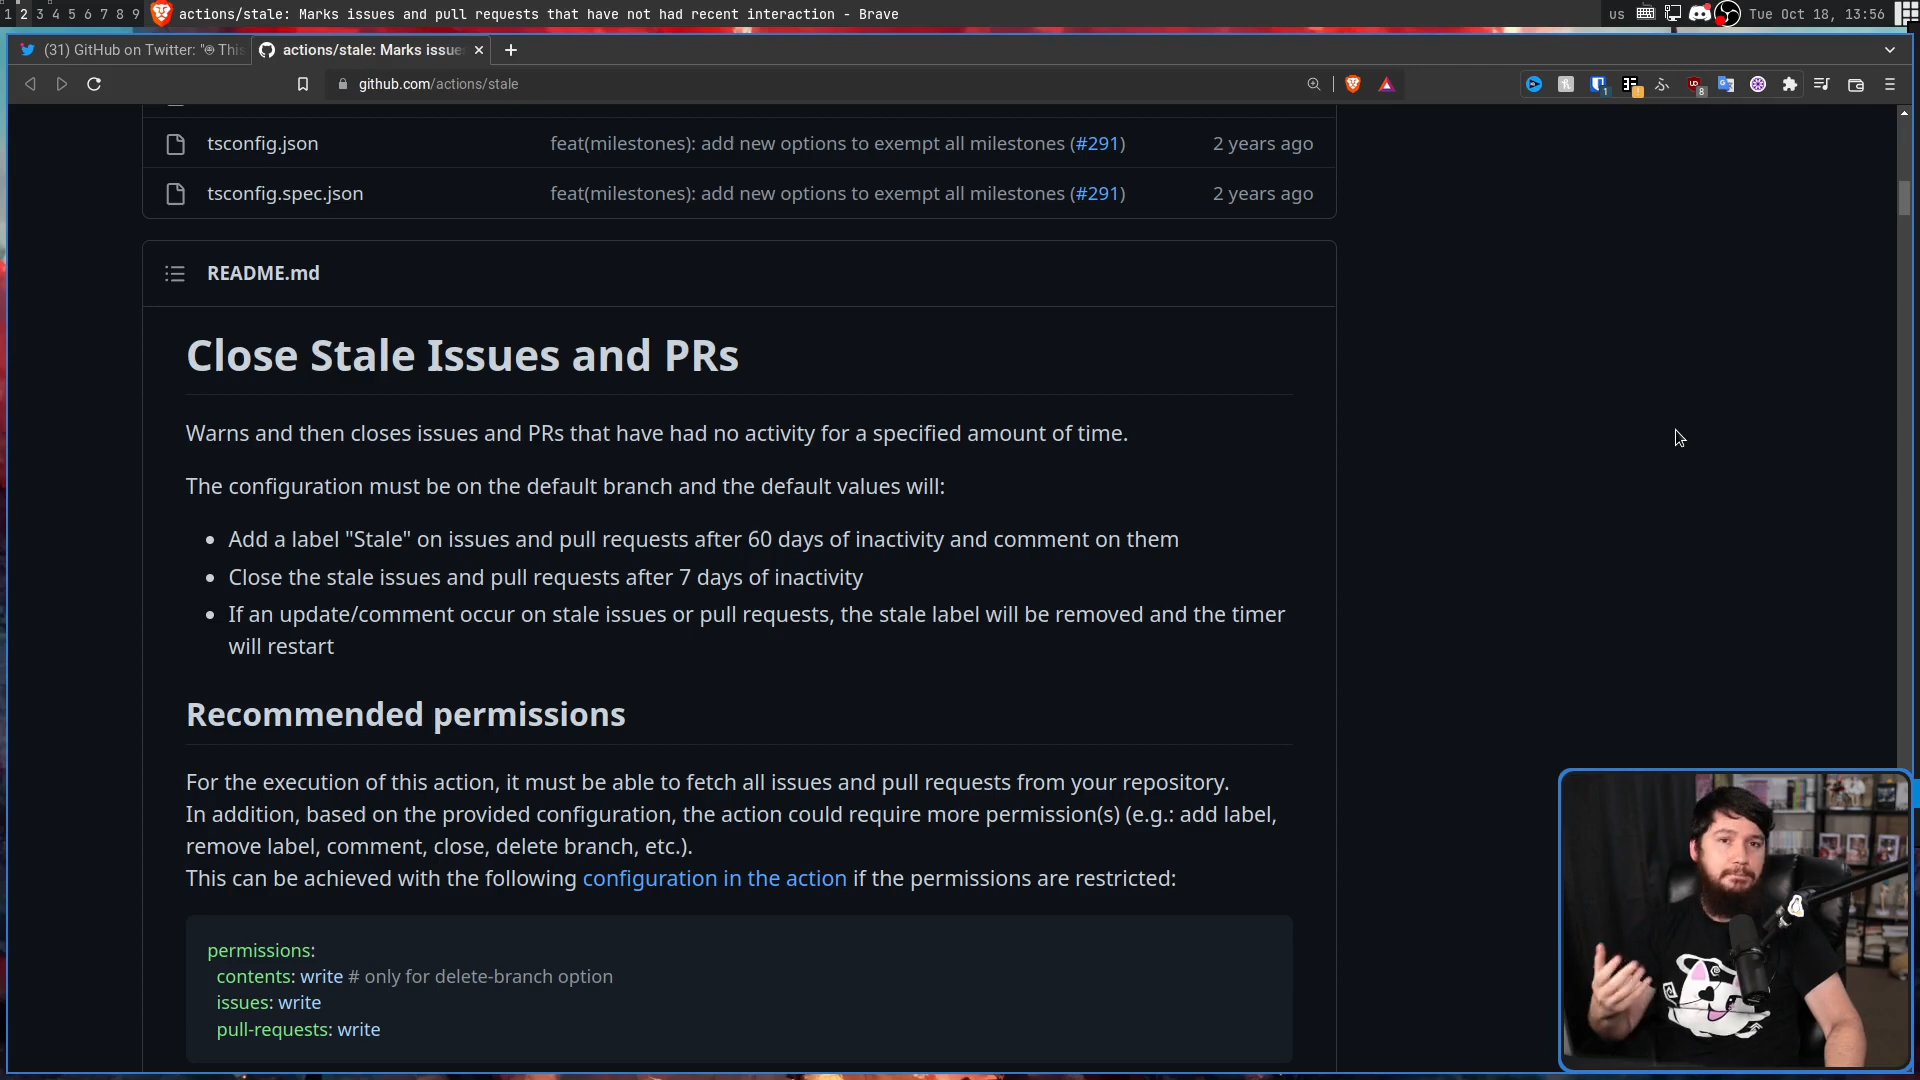 1 2 3 4 5 6 7 8 9 actions/stale: Marks issues and pull requests that have not had recent interaction - Brave us Tue Oct 18, 13:56
(31) GitHub on Twitter: "🤖 This actions/stale: Marks issue
github.com/actions/stale 1 ! 8
tsconfig.json feat(milestones): add new options to exempt all milestones (#291) 2 years ago
tsconfig.spec.json feat(milestones): add new options to exempt all milestones (#291) 2 years ago
README.md
Close Stale Issues and PRs
Warns and then closes issues and PRs that have had no activity for a specified amount of time.
The configuration must be on the default branch and the default values will:
• Add a label "Stale" on issues and pull requests after 60 days of inactivity and comment on them
• Close the stale issues and pull requests after 7 days of inactivity
• If an update/comment occur on stale issues or pull requests, the stale label will be removed and the timer
will restart
Recommended permissions
For the execution of this action, it must be able to fetch all issues and pull requests from your repository.
In addition, based on the provided configuration, the action could require more permission(s) (e.g.: add label,
remove label, comment, close, delete branch, etc.).
This can be achieved with the following configuration in the action if the permissions are restricted:
permissions:
contents: write # only for delete-branch option
issues: write
pull-requests: write